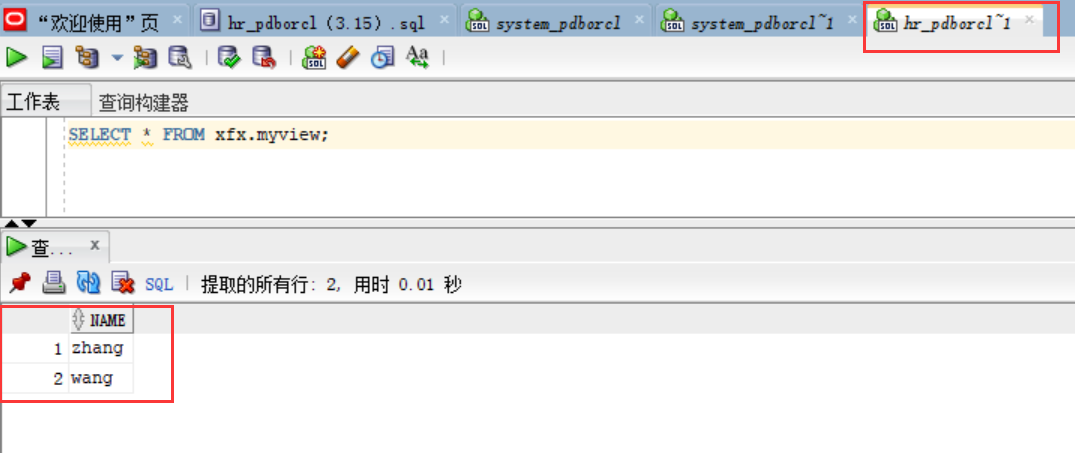 “欢迎使用”页 hr_pdborcl (3.15).sql system_pdborcl system_pdborcl~1 hr_pdborcl~1
工作表 查询构建器
SELECT * FROM xfx.myview;
查...
SQL 提取的所有行: 2, 用时 0.01 秒
NAME
1 zhang
2 wang